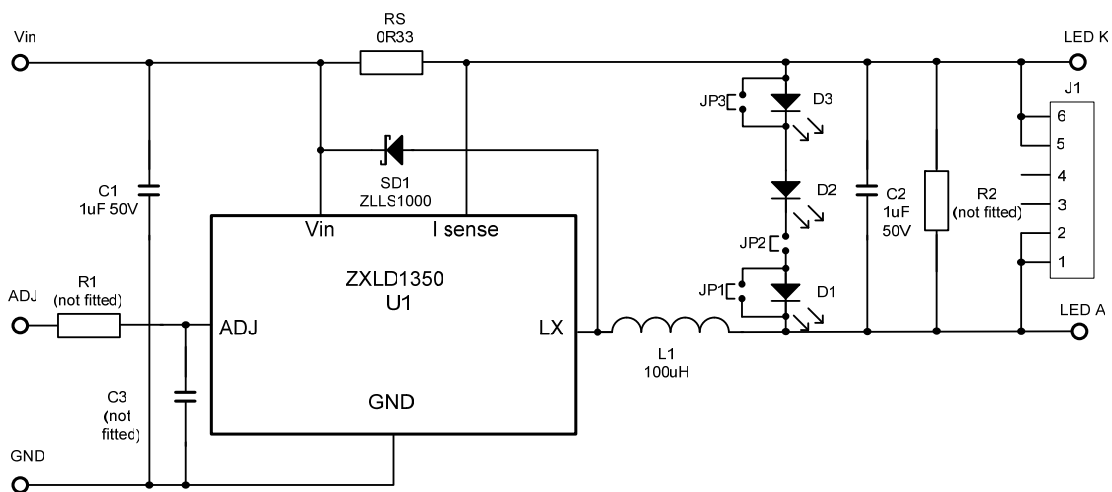 RS
0R33
Vin
LED K
J1
JP3
D3
6
5
C1
1uF 50V
SD1
ZLLS1000
4
D2
C2
1uF
50V
R2
(not fitted)
3
Vin
I sense
2
JP2
1
ZXLD1350
U1
R1
(not fitted)
JP1
D1
ADJ
ADJ
LX
LED A
L1
100uH
C3
(not
fitted)
GND
GND